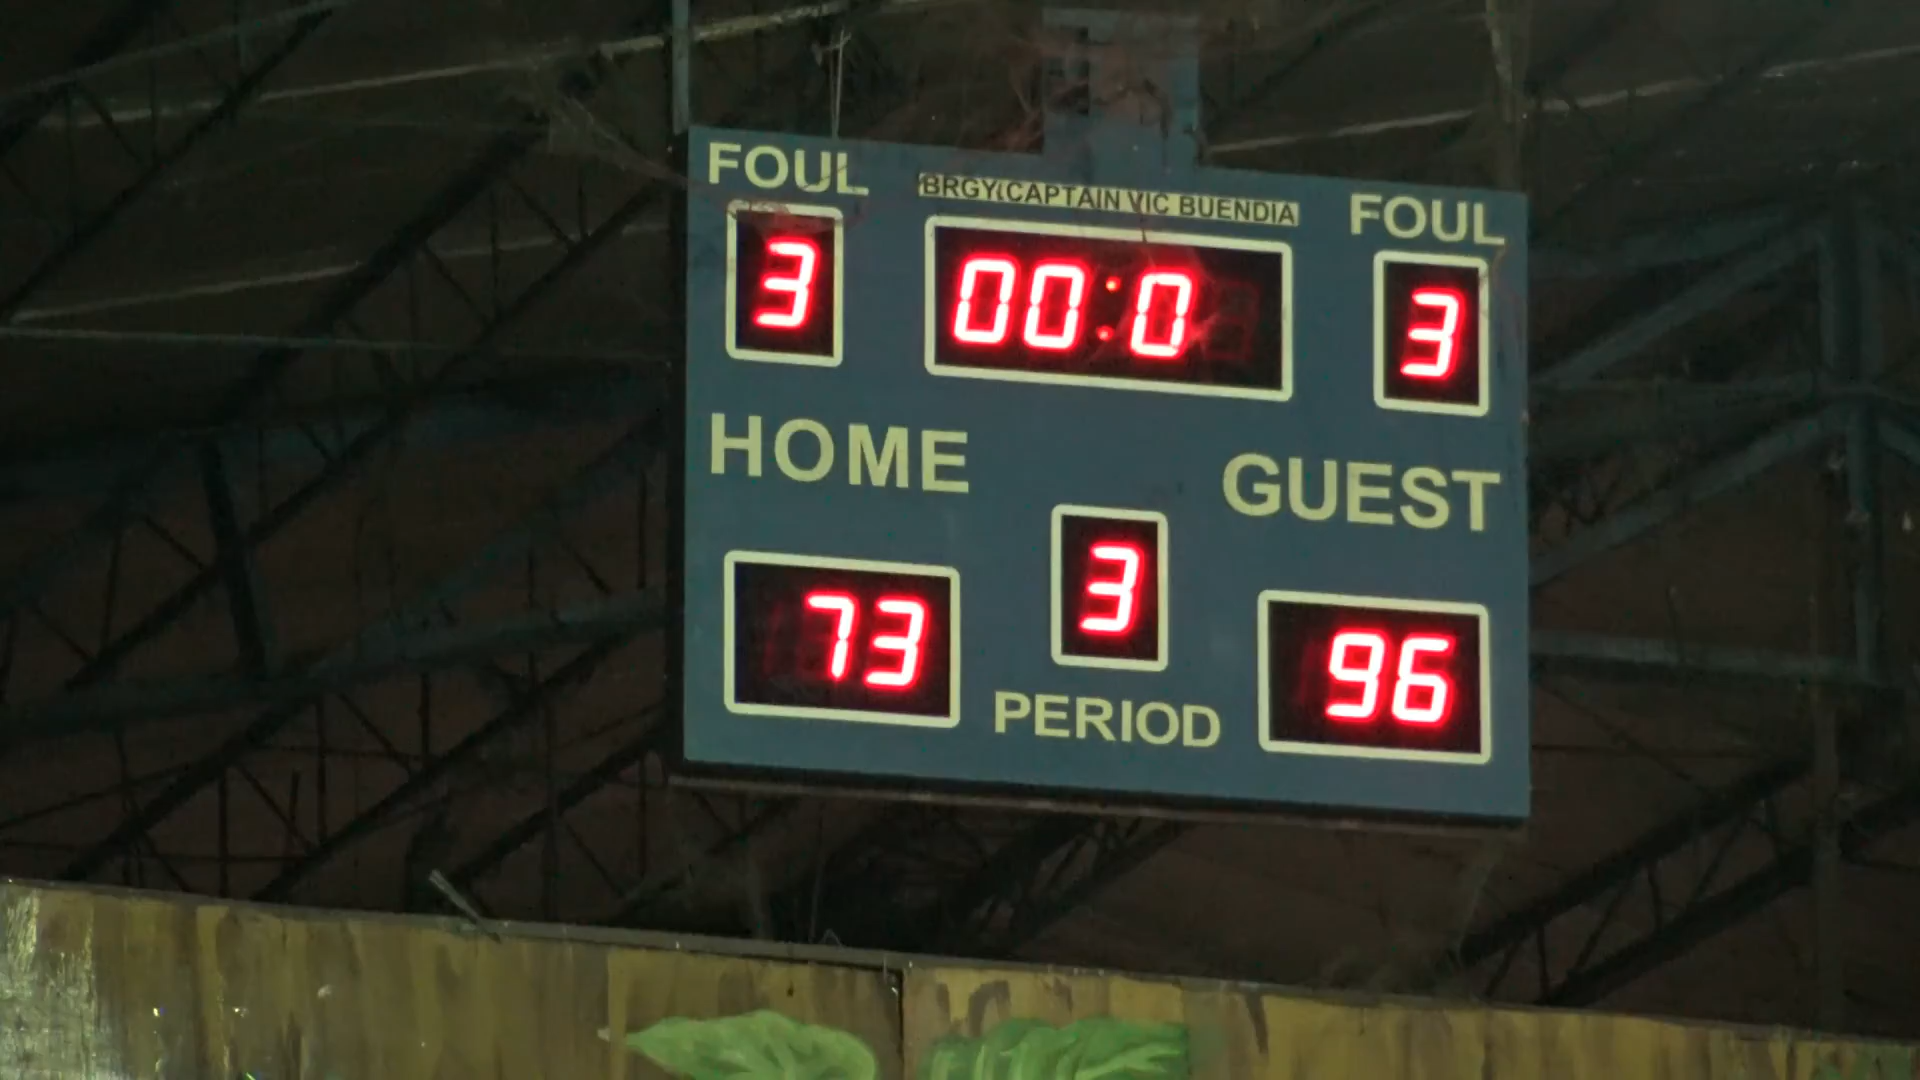 FOUL
BRGY CAPTAIN VIC BUENDIA
FOUL
3
00:0
3
HOME
GUEST
73
3
96
PERIOD